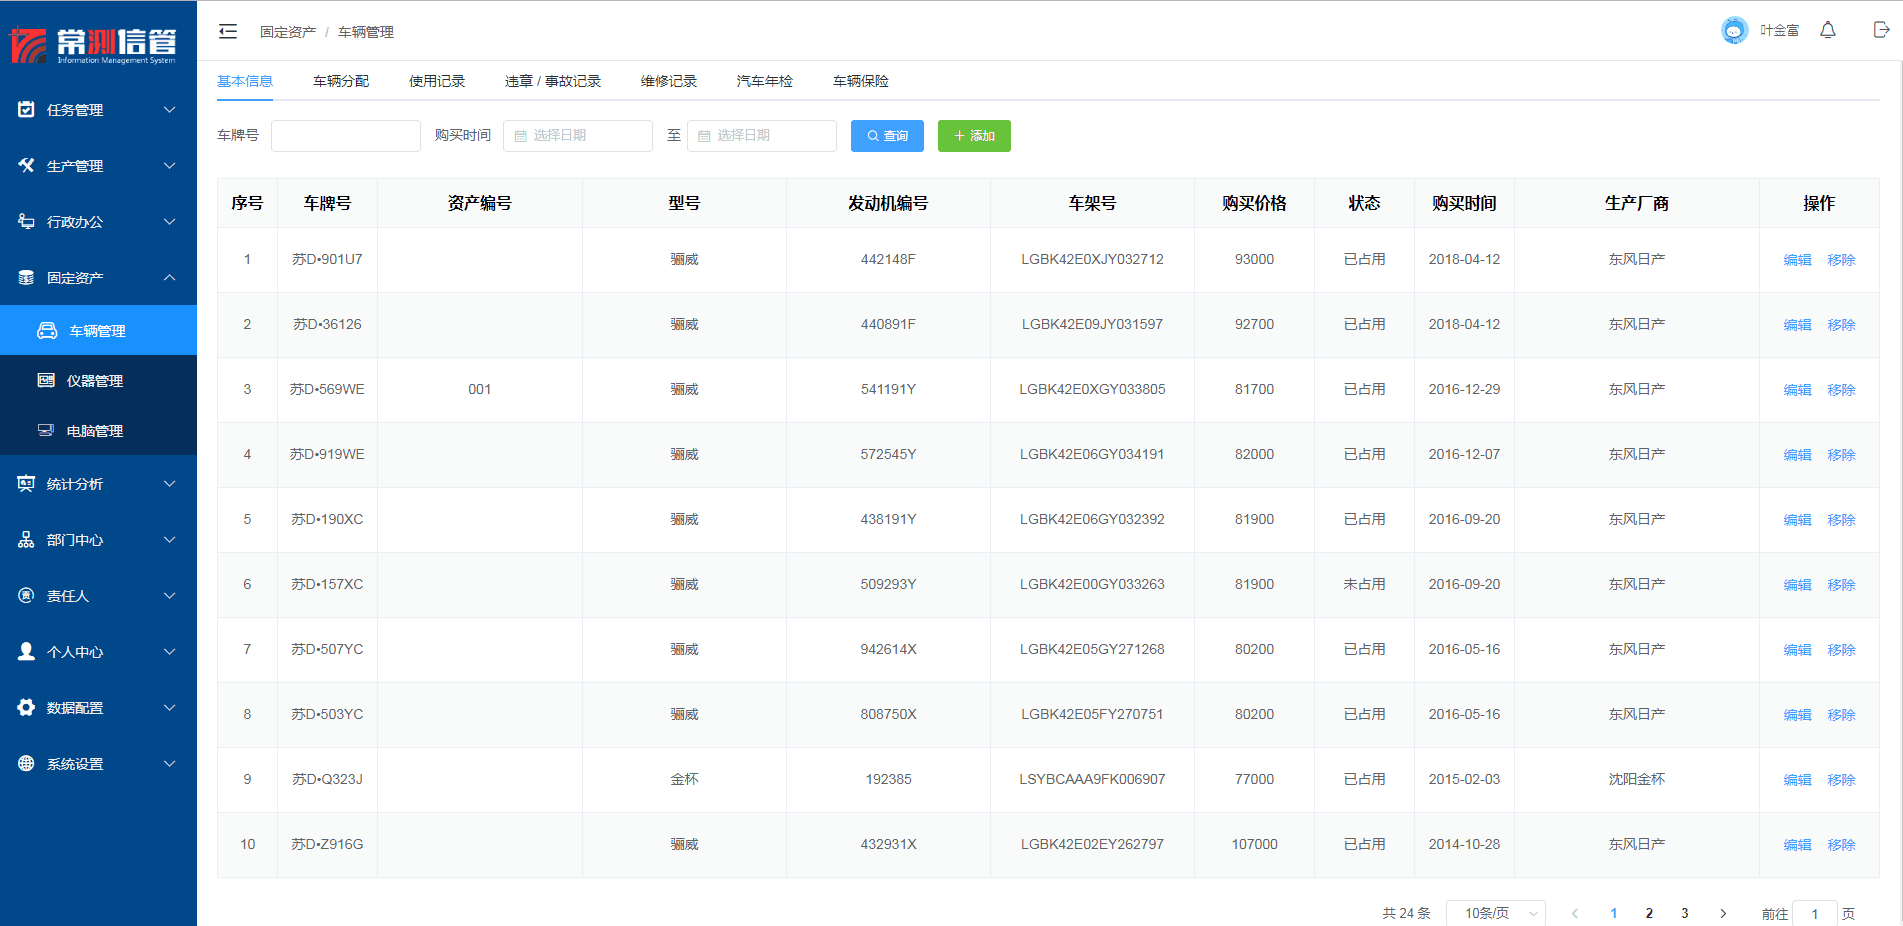 常测信管
Information Management System
任务管理
生产管理
行政办公
固定资产
车辆管理
仪器管理
电脑管理
统计分析
部门中心
责任人
个人中心
数据配置
系统设置
固定资产 / 车辆管理
叶金富
基本信息 车辆分配 使用记录 违章 / 事故记录 维修记录 汽车年检 车辆保险
车牌号 购买时间 选择日期 至 选择日期 查询 + 添加
序号 车牌号 资产编号 型号 发动机编号 车架号 购买价格 状态 购买时间 生产厂商 操作
1 苏D•901U7 骊威 442148F LGBK42E0XJY032712 93000 已占用 2018-04-12 东风日产 编辑 移除
2 苏D•36126 骊威 440891F LGBK42E09JY031597 92700 已占用 2018-04-12 东风日产 编辑 移除
3 苏D•569WE 001 骊威 541191Y LGBK42E0XGY033805 81700 已占用 2016-12-29 东风日产 编辑 移除
4 苏D•919WE 骊威 572545Y LGBK42E06GY034191 82000 已占用 2016-12-07 东风日产 编辑 移除
5 苏D•190XC 骊威 438191Y LGBK42E06GY032392 81900 已占用 2016-09-20 东风日产 编辑 移除
6 苏D•157XC 骊威 509293Y LGBK42E00GY033263 81900 未占用 2016-09-20 东风日产 编辑 移除
7 苏D•507YC 骊威 942614X LGBK42E05GY271268 80200 已占用 2016-05-16 东风日产 编辑 移除
8 苏D•503YC 骊威 808750X LGBK42E05FY270751 80200 已占用 2016-05-16 东风日产 编辑 移除
9 苏D•Q323J 金杯 192385 LSYBCAAA9FK006907 77000 已占用 2015-02-03 沈阳金杯 编辑 移除
10 苏D•Z916G 骊威 432931X LGBK42E02EY262797 107000 已占用 2014-10-28 东风日产 编辑 移除
共 24 条 10条/页 1 2 3 前往 1 页